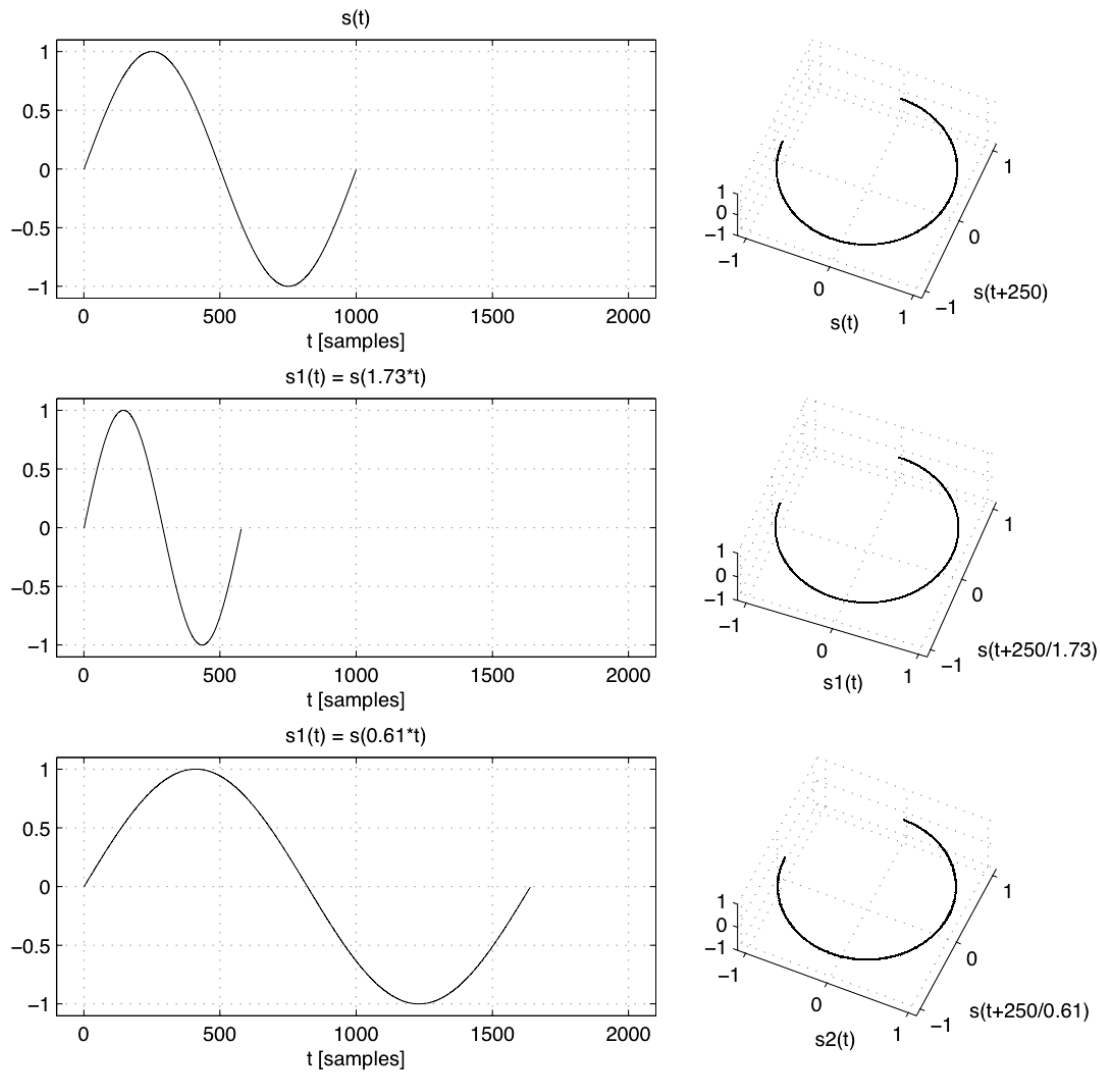 s(t)
1
0.5
0
−0.5
−1
0 500 1000 1500 2000
t [samples]
1
0
−1
−1
0
1
s(t)
−1
0
1
s(t+250)
s1(t) = s(1.73*t)
1
0.5
0
−0.5
−1
0 500 1000 1500 2000
t [samples]
1
0
−1
−1
0
1
s1(t)
−1
0
1
s(t+250/1.73)
s1(t) = s(0.61*t)
1
0.5
0
−0.5
−1
0 500 1000 1500 2000
t [samples]
1
0
−1
−1
0
1
s2(t)
−1
0
1
s(t+250/0.61)